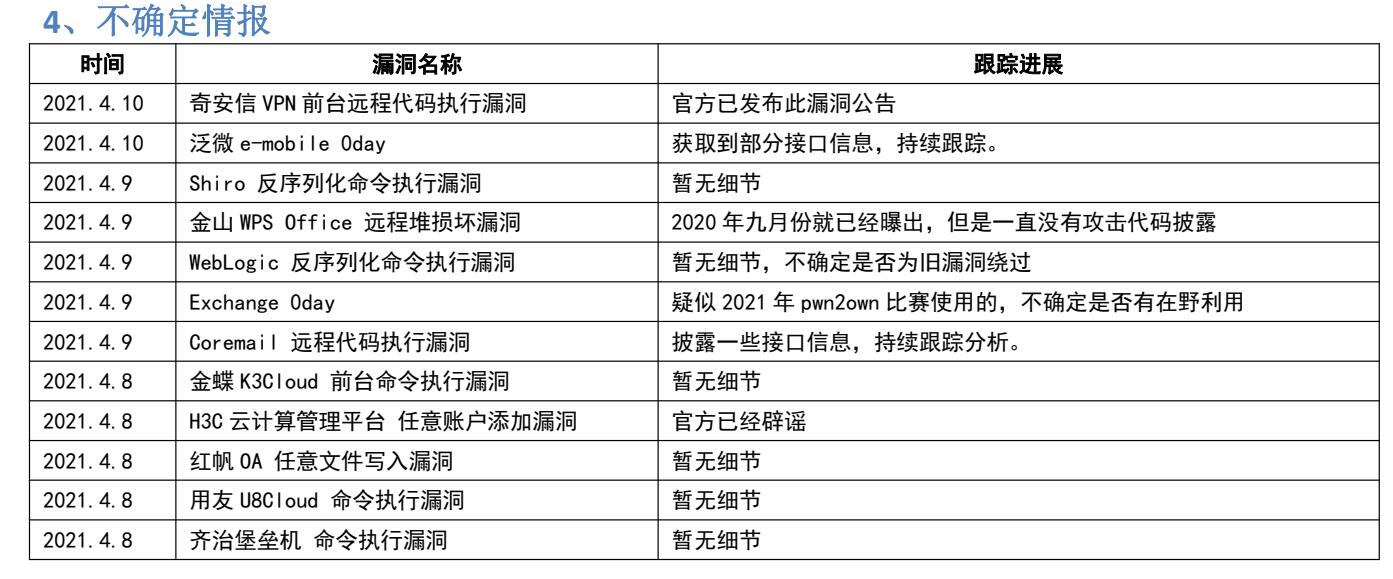 4、不确定情报
时间 漏洞名称 跟踪进展
2021.4.10 奇安信 VPN 前台远程代码执行漏洞 官方已发布此漏洞公告
2021.4.10 泛微 e-mobile 0day 获取到部分接口信息，持续跟踪。
2021.4.9 Shiro 反序列化命令执行漏洞 暂无细节
2021.4.9 金山 WPS Office 远程堆损坏漏洞 2020 年九月份就已经曝出，但是一直没有攻击代码披露
2021.4.9 WebLogic 反序列化命令执行漏洞 暂无细节，不确定是否为旧漏洞绕过
2021.4.9 Exchange 0day 疑似 2021 年 pwn2own 比赛使用的，不确定是否有在野利用
2021.4.9 Coremail 远程代码执行漏洞 披露一些接口信息，持续跟踪分析。
2021.4.8 金蝶 K3Cloud 前台命令执行漏洞 暂无细节
2021.4.8 H3C 云计算管理平台 任意账户添加漏洞 官方已经辟谣
2021.4.8 红帆 OA 任意文件写入漏洞 暂无细节
2021.4.8 用友 U8Cloud 命令执行漏洞 暂无细节
2021.4.8 齐治堡垒机 命令执行漏洞 暂无细节